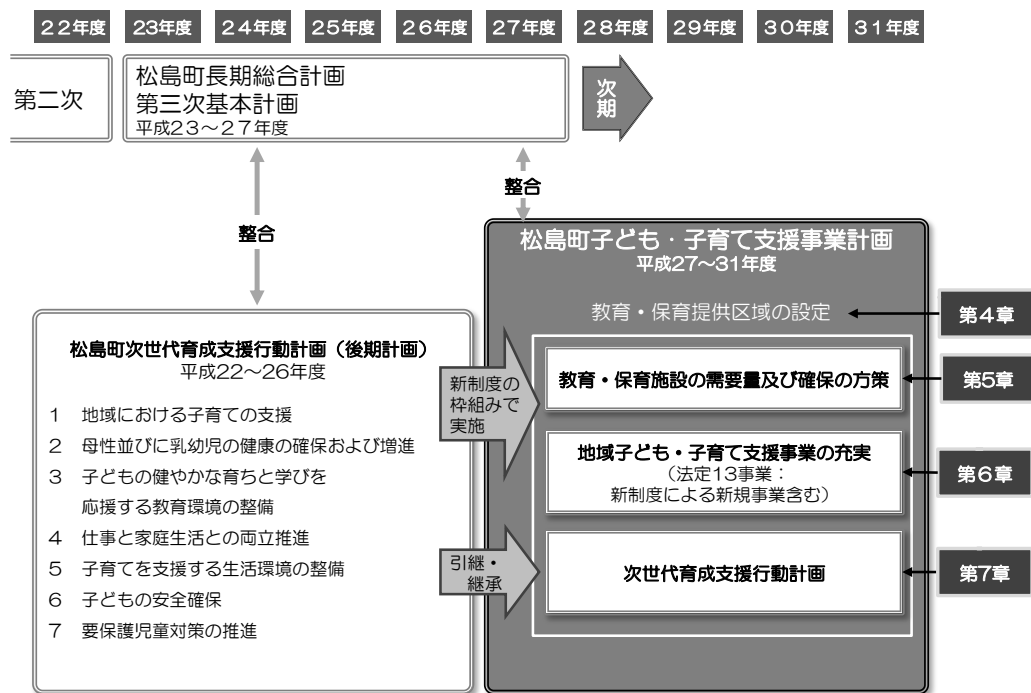 22年度 23年度 24年度 25年度 26年度 27年度 28年度 29年度 30年度 31年度
第二次
松島町長期総合計画
第三次基本計画
平成23～27年度
次期
整合
整合
松島町次世代育成支援行動計画（後期計画）
平成22～26年度
1 地域における子育ての支援
2 母性並びに乳幼児の健康の確保および増進
3 子どもの健やかな育ちと学びを
応援する教育環境の整備
4 仕事と家庭生活との両立推進
5 子育てを支援する生活環境の整備
6 子どもの安全確保
7 要保護児童対策の推進
新制度の
枠組みで
実施
引継・
継承
松島町子ども・子育て支援事業計画
平成27～31年度
教育・保育提供区域の設定
第4章
教育・保育施設の需要量及び確保の方策
第5章
地域子ども・子育て支援事業の充実
（法定13事業：
新制度による新規事業含む）
第6章
次世代育成支援行動計画
第7章